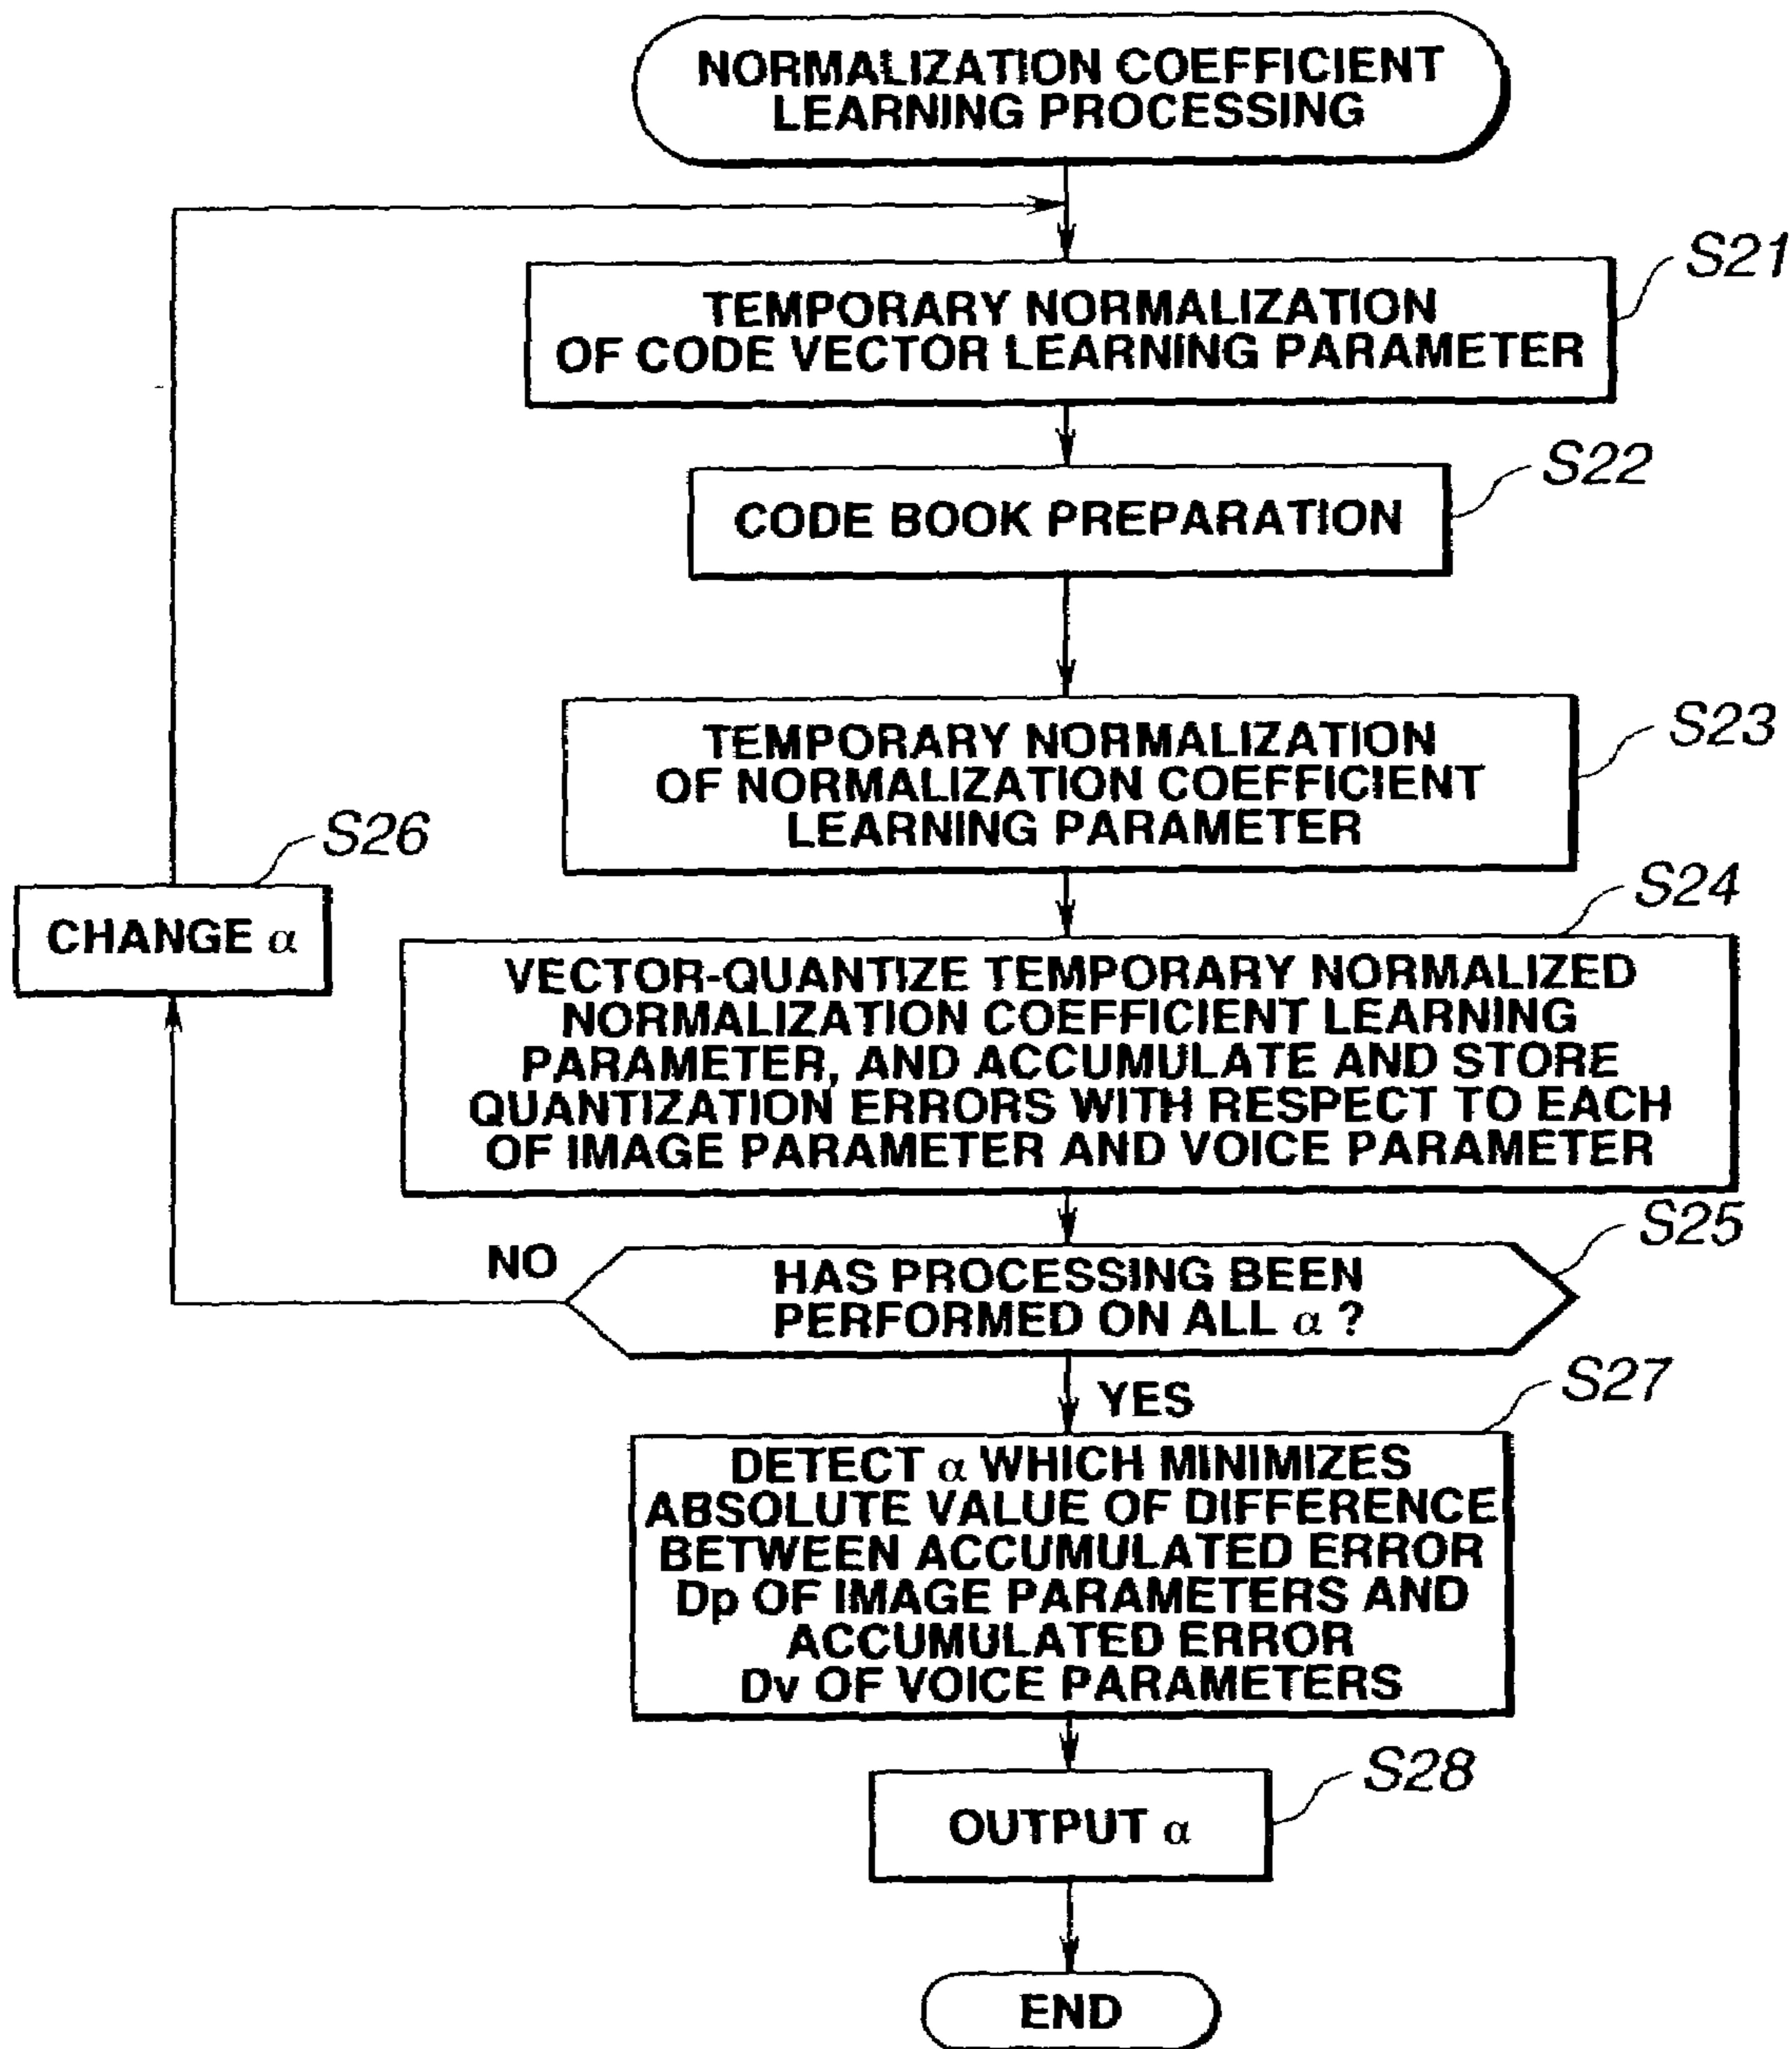 NORMALIZATION COEFFICIENT
LEARNING PROCESSING
S21
TEMPORARY NORMALIZATION
OF CODE VECTOR LEARNING PARAMETER
S22
CODE BOOK PREPARATION
S23
TEMPORARY NORMALIZATION
OF NORMALIZATION COEFFICIENT
LEARNING PARAMETER
S26
CHANGE α
S24
VECTOR-QUANTIZE TEMPORARY NORMALIZED
NORMALIZATION COEFFICIENT LEARNING
PARAMETER, AND ACCUMULATE AND STORE
QUANTIZATION ERRORS WITH RESPECT TO EACH
OF IMAGE PARAMETER AND VOICE PARAMETER
S25
NO
HAS PROCESSING BEEN
PERFORMED ON ALL α ?
YES
S27
DETECT α WHICH MINIMIZES
ABSOLUTE VALUE OF DIFFERENCE
BETWEEN ACCUMULATED ERROR
Dp OF IMAGE PARAMETERS AND
ACCUMULATED ERROR
Dv OF VOICE PARAMETERS
S28
OUTPUT α
END